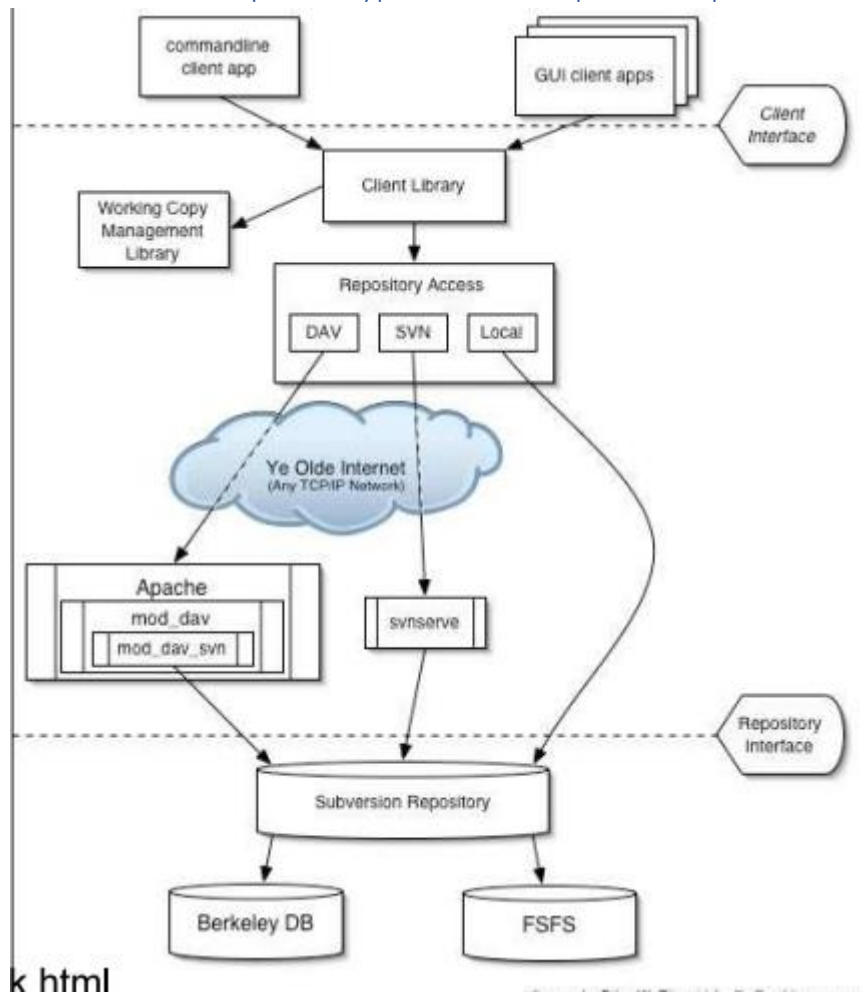 commandline
client app
GUI client apps
Client
Interface
Client Library
Working Copy
Management
Library
Repository Access
DAV
SVN
Local
Ye Olde Internet
(Any TCP/IP Network)
Apache
mod_dav
mod_dav_svn
svnserve
Repository
Interface
Subversion Repository
Berkeley DB
FSFS
k html